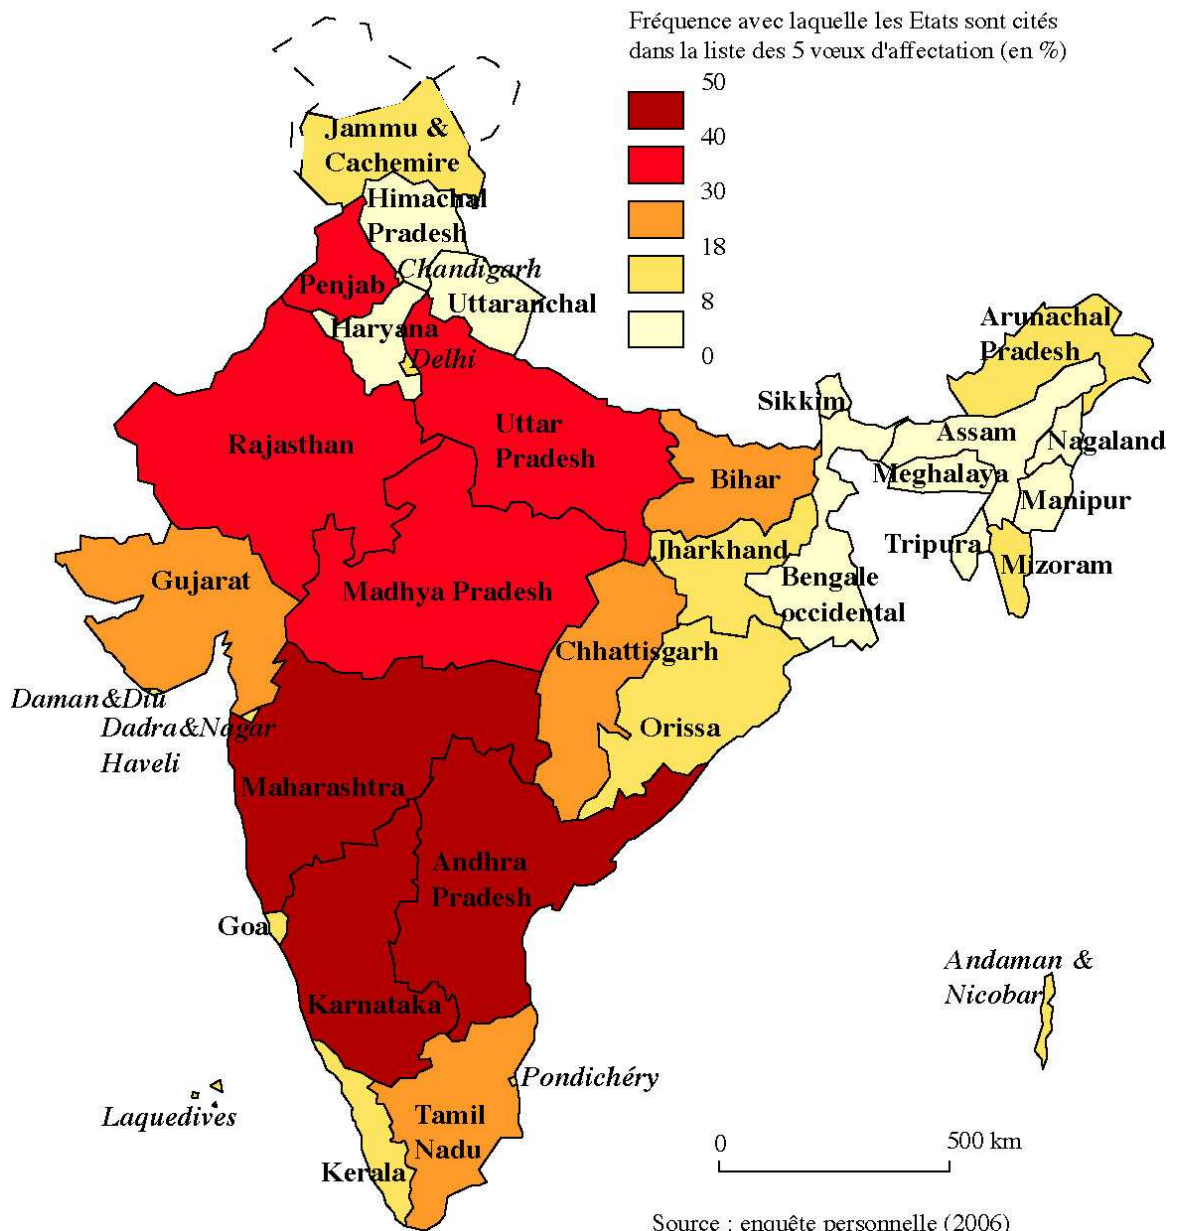 Fréquence avec laquelle les Etats sont cités
dans la liste des 5 vœux d'affectation (en %)
50
40
30
18
8
0
Jammu &
Cachemire
Himachal
Pradesh
Chandigarh
Penjab
Uttaranchal
Haryana
Delhi
Arunachal
Pradesh
Sikkim
Assam
Nagaland
Rajasthan
Uttar
Pradesh
Bihar
Meghalaya
Manipur
Jharkhand
Tripura
Mizoram
Gujarat
Madhya Pradesh
Bengale
occidental
Chhattisgarh
Daman&Diu
Dadra&Nagar
Haveli
Orissa
Maharashtra
Andhra
Pradesh
Goa
Andaman &
Nicobar
Karnataka
Pondichéry
Laquedives
Tamil
Nadu
Kerala
0 500 km
Source : enquête personnelle (2006)